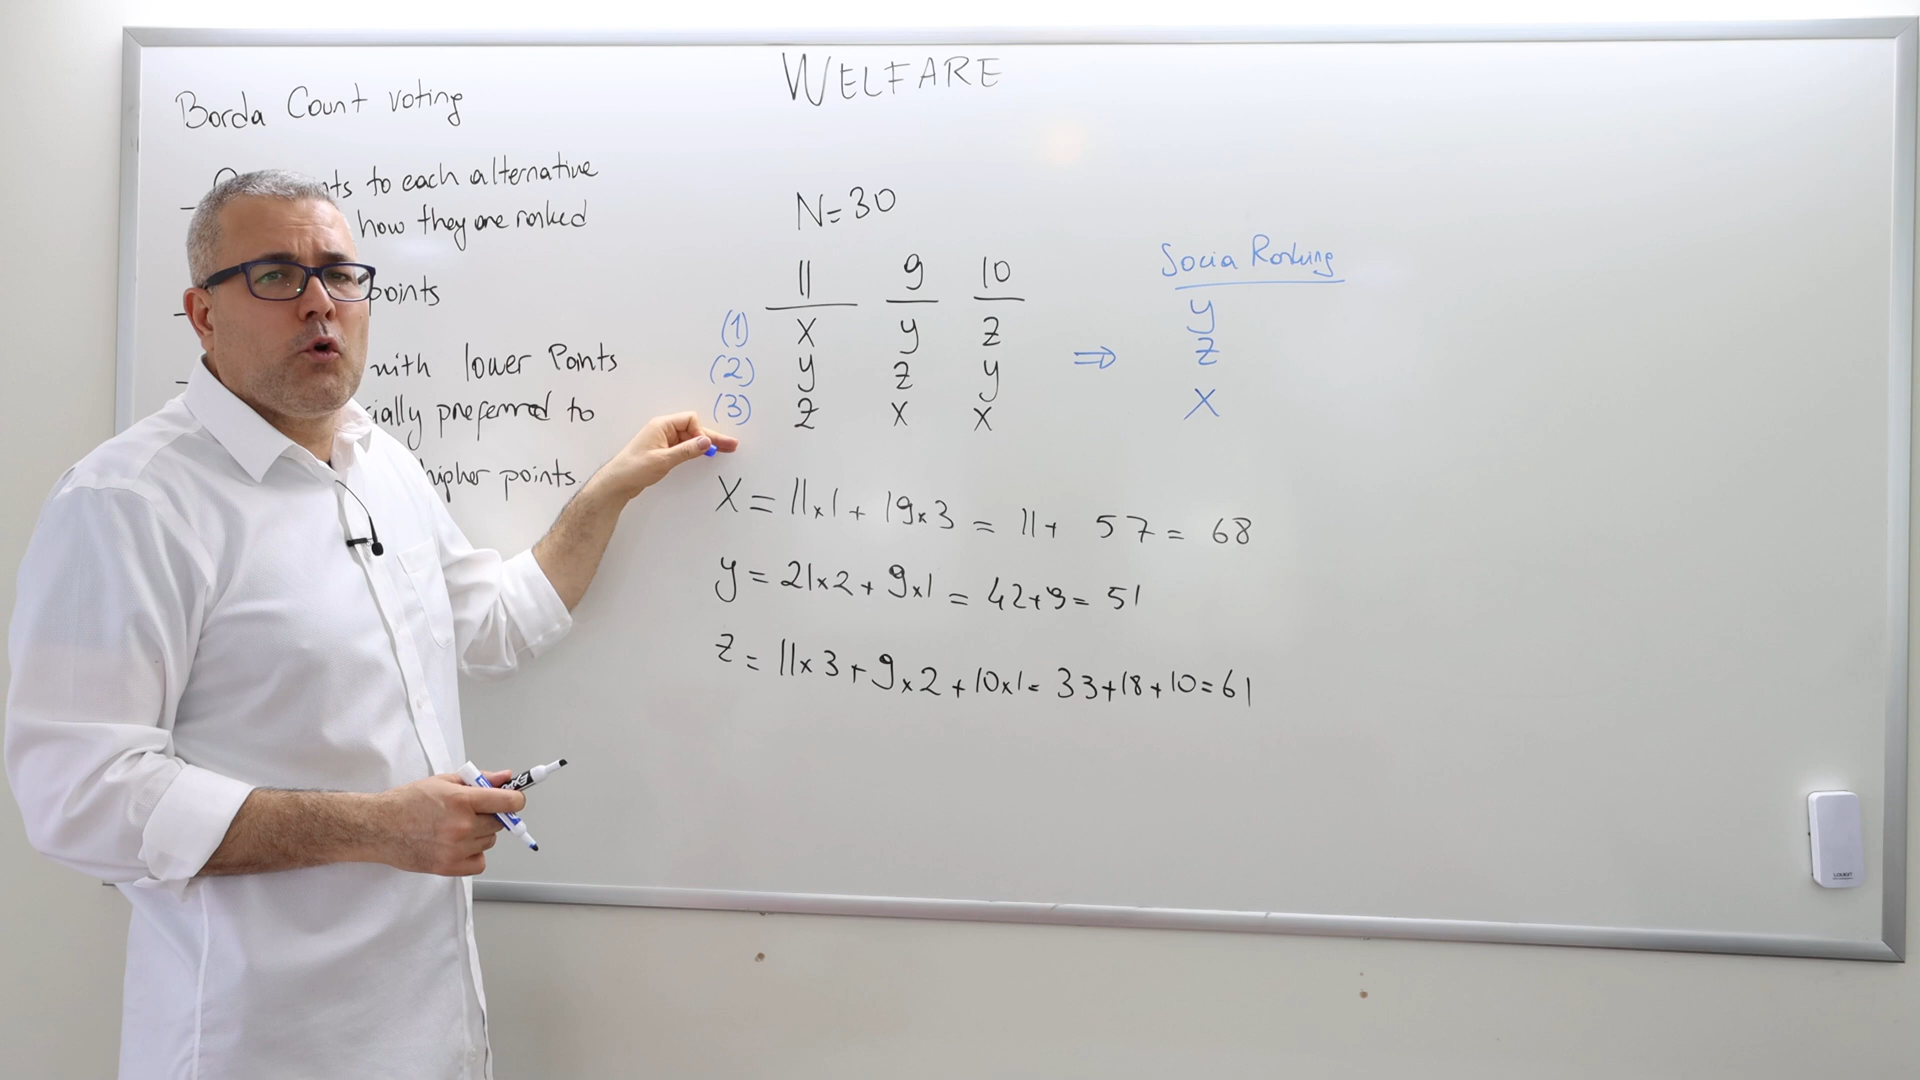 WELFARE
Borda Count voting
to each alternative
how they are ranked
points
with lower Points
preferred to
higher points.
N=30
11 9 10
(1) X y Z
(2) y Z y
(3) Z X X
⇒
Socia Ranking
y
Z
X
X = 11x1 + 19x3 = 11+ 57 = 68
y = 21x2 + 9x1 = 42+9= 51
Z = 11x3 + 9x2 + 10x1= 33+18+10=61